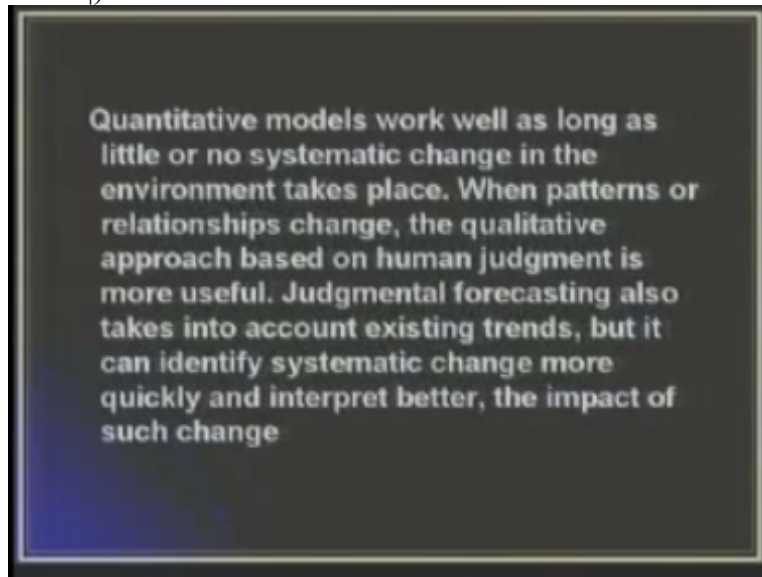 Quantitative models work well as long as
little or no systematic change in the
environment takes place. When patterns or
relationships change, the qualitative
approach based on human judgment is
more useful. Judgmental forecasting also
takes into account existing trends, but it
can identify systematic change more
quickly and interpret better, the impact of
such change